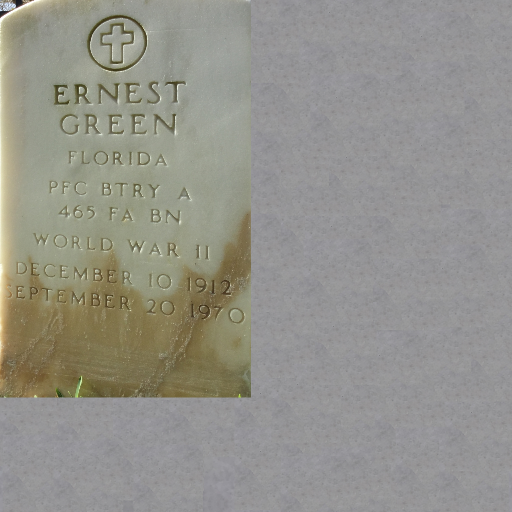 ERNEST
GREEN
FLORIDA
PFC BTRY A
465 FA BN
WORLD WAR II
DECEMBER 10 1912
SEPTEMBER 20 1970